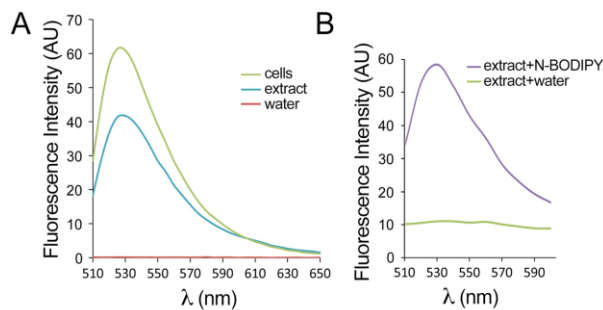 A
Fluorescence Intensity (AU)
70
60
50
40
30
20
10
0
510 530 550 570 590 610 630 650
λ (nm)
cells
extract
water
B
Fluorescence Intensity (AU)
60
50
40
30
20
10
0
510 530 550 570 590
λ (nm)
extract+N-BODIPY
extract+water